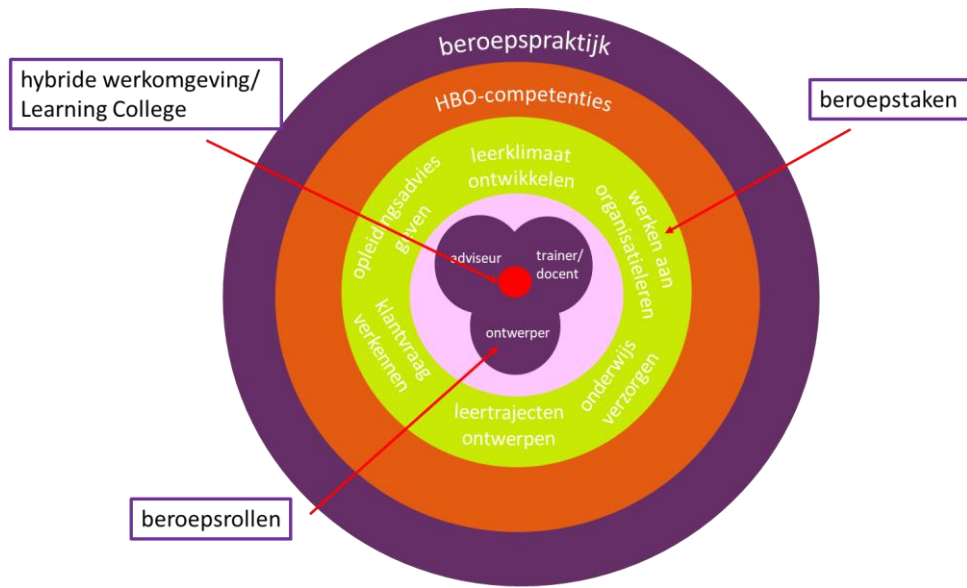 beroepspraktijk
hybride werkomgeving/
Learning College
HBO-competenties
beroepstaken
leerklimaat
ontwikkelen
opleidingsadvies
geven
werken aan
organisatieleren
adviseur
trainer/
docent
ontwerper
klantvraag
verkennen
onderwijs
verzorgen
leertrajecten
ontwerpen
beroepsrollen